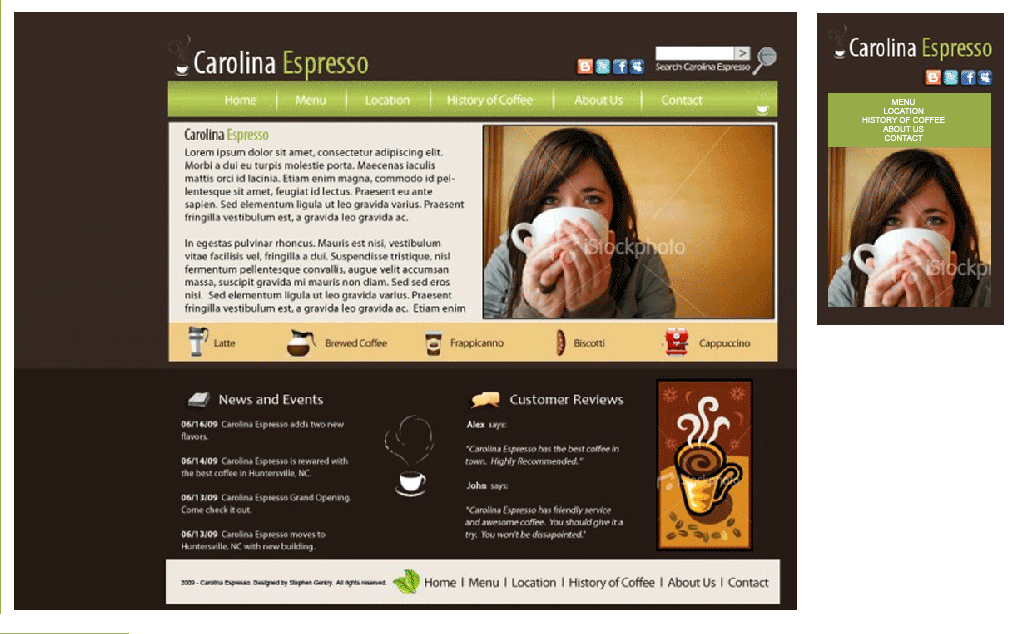 Carolina Espresso
>
Search Carolina Espresso
Home Menu Location History of Coffee About Us Contact
Carolina Espresso
Lorem ipsum dolor sit amet, consectetur adipiscing elit.
Morbi a dui eu turpis molestie porta. Maecenas iaculis
mattis orci id lacinia. Etiam enim magna, commodo id pel-
lentesque sit amet, feugiat id lectus. Praesent eu ante
sapien. Sed elementum ligula ut leo gravida varius. Praesent
fringilla vestibulum est, a gravida leo gravida ac.
In egestas pulvinar rhoncus. Mauris est nisi, vestibulum
vitae facilisis vel, fringilla a dui. Suspendisse tristique, nisl
fermentum pellentesque convallis, augue velit accumsan
massa, suscipit gravida mi mauris non diam. Sed sed eros
nisi. Sed elementum ligula ut leo gravida varius. Praesent
fringilla vestibulum est, a gravida leo gravida ac. Etiam enim
iStockphoto
Latte Brewed Coffee Frappicanno Biscotti Cappuccino
News and Events
06/16/09 Carolina Espresso adds two new
flavors.
06/14/09 Carolina Espresso is rewarded with
the best coffee in Huntersville, NC.
06/13/09 Carolina Espresso Grand Opening.
Come check it out.
06/13/09 Carolina Espresso moves to
Huntersville, NC with new building.
Customer Reviews
Alex says:
"Carolina Espresso has the best coffee in
town. Highly Recommended."
John says:
"Carolina Espresso has friendly service
and awesome coffee. You should give it a
try. You won't be dissapointed."
iStockphoto
2009 - Carolina Espresso. Designed by Stephen Gentry. All rights reserved.
Home | Menu | Location | History of Coffee | About Us | Contact
Carolina Espresso
MENU
LOCATION
HISTORY OF COFFEE
ABOUT US
CONTACT
iStockpl